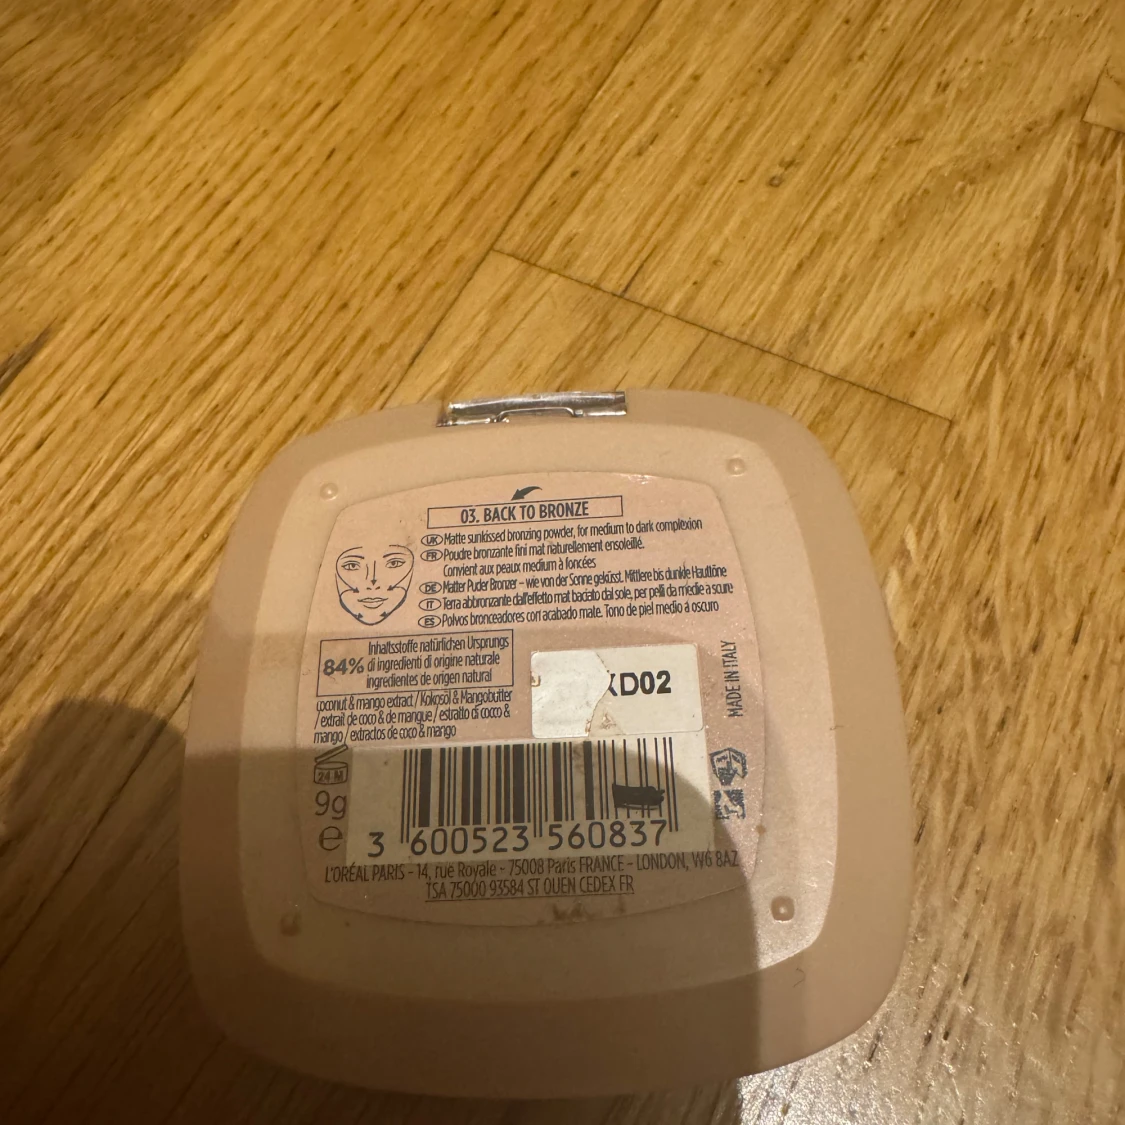 03. BACK TO BRONZE
UK Matte sunkissed bronzing powder, for medium to dark complexion
FR Poudre bronzante fini mat naturellement ensoleillé.
Convient aux peaux medium à foncées
DE Matter Puder Bronzer – wie von der Sonne geküsst. Mittlere bis dunkle Hauttöne
IT Terra abbronzante dall'effetto mat baciato dal sole, per pelli da medie a scure
ES Polvos bronceadores con acabado mate. Tono de piel medio a oscuro
84% Inhaltsstoffe natürlichen Ursprungs
di ingredienti di origine naturale
ingredientes de origen natural
coconut & mango extract / Kokosöl & Mangobutter
/ extrait de coco & de mangue / estratto di cocco &
mango / extractos de coco & mango
D02
MADE IN ITALY
24 M
9g
e
3 600523 560837
L'ORÉAL PARIS - 14, rue Royale - 75008 Paris FRANCE - LONDON, W6 8AZ
TSA 75000 93584 ST OUEN CEDEX FR